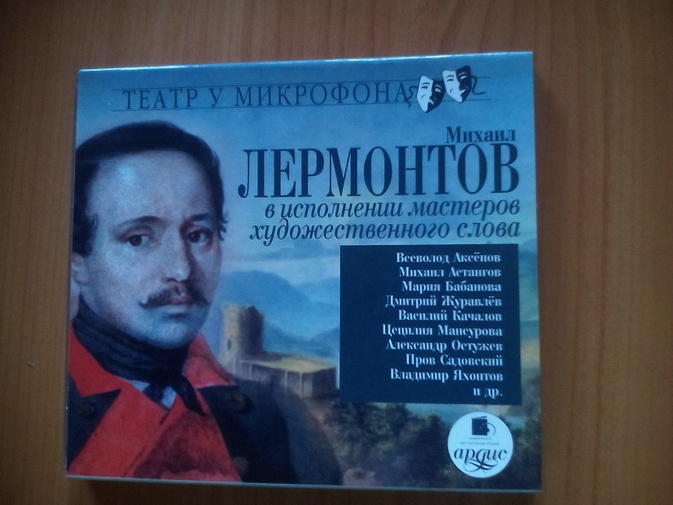 ТЕАТР У МИКРОФОНА
Михаил
ЛЕРМОНТОВ
в исполнении мастеров
художественного слова
Всеволод Аксёнов
Михаил Астангов
Мария Бабанова
Дмитрий Журавлёв
Василий Качалов
Цецилия Мансурова
Александр Остужев
Пров Садовский
Владимир Яхонтов
и др.
ардис